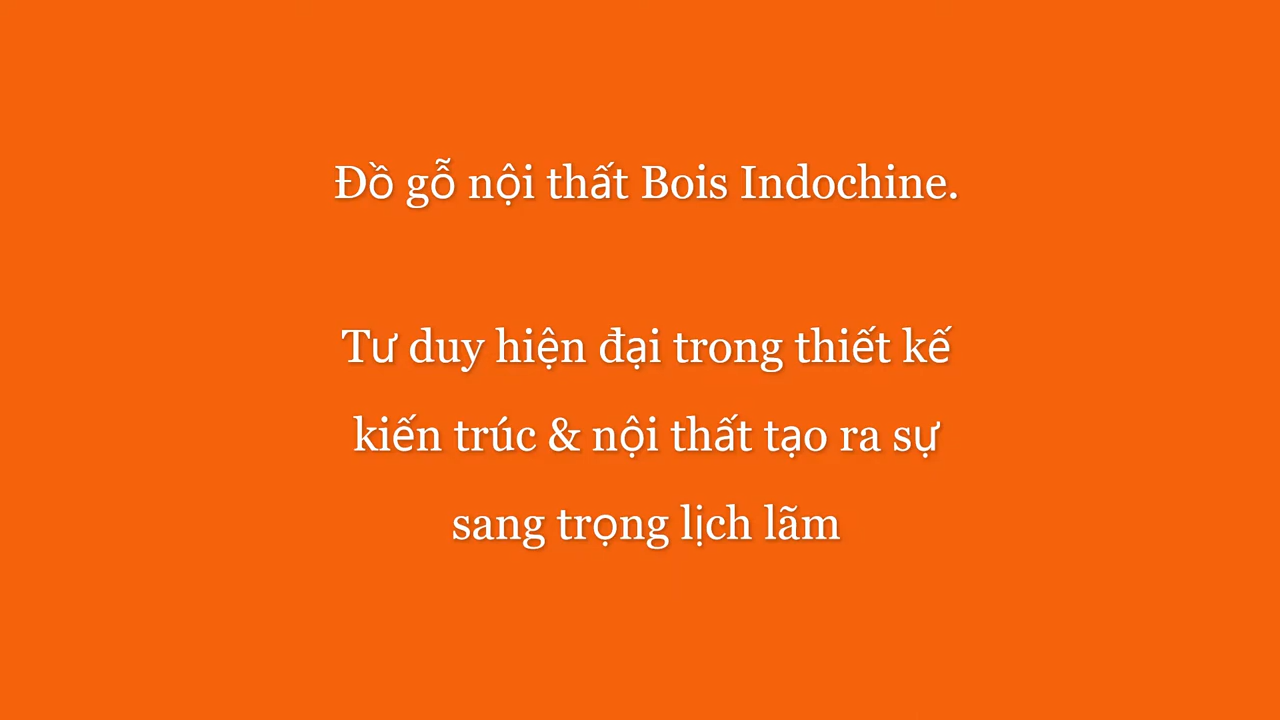 Đồ gỗ nội thất Bois Indochine.
Tư duy hiện đại trong thiết kế
kiến trúc & nội thất tạo ra sự
sang trọng lịch lãm